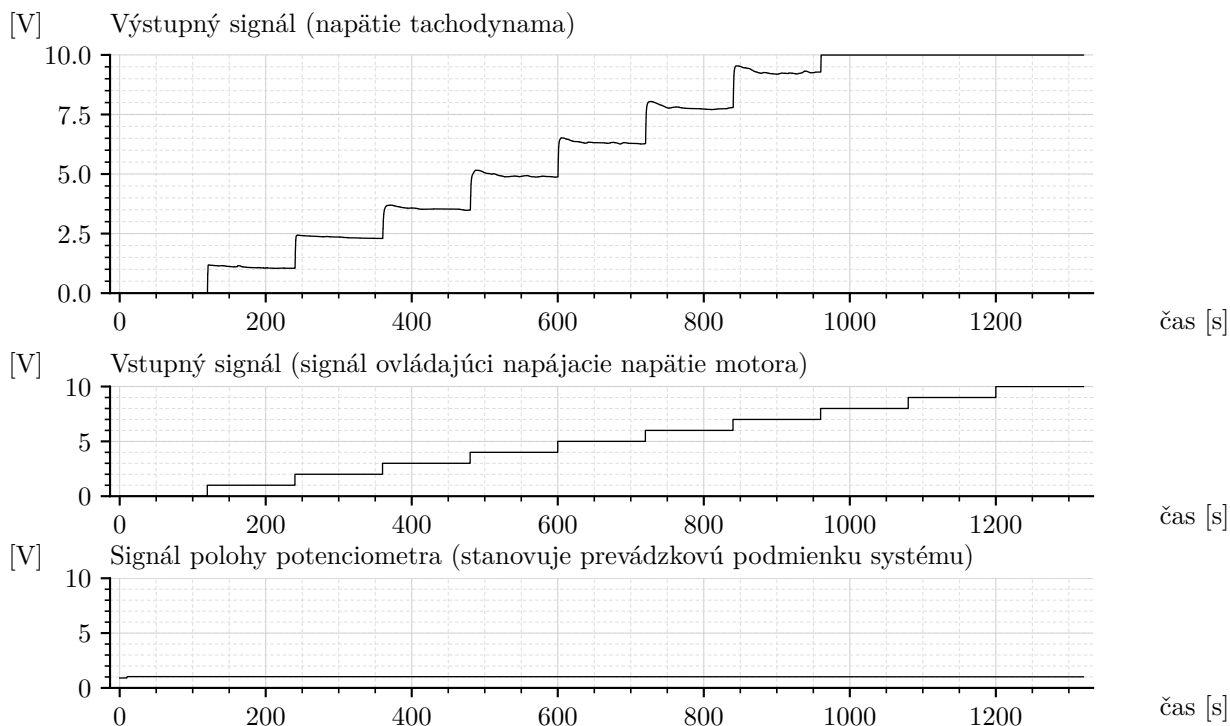 [V] Výstupný signál (napätie tachodynama)
10.0
7.5
5.0
2.5
0.0
0 200 400 600 800 1000 1200 čas [s]
[V] Vstupný signál (signál ovládajúci napájacie napätie motora)
10
5
0
0 200 400 600 800 1000 1200 čas [s]
[V] Signál polohy potenciometra (stanovuje prevádzkovú podmienku systému)
10
5
0
0 200 400 600 800 1000 1200 čas [s]